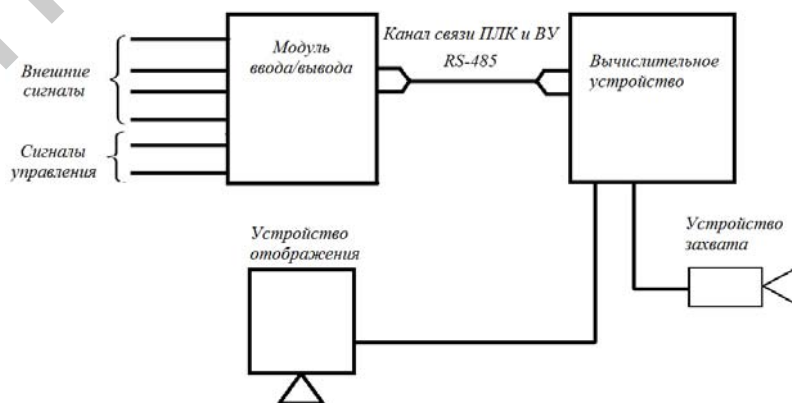 Внешние
сигналы
Сигналы
управления
Модуль
ввода/вывода
Канал связи ПЛК и ВУ
RS-485
Вычислительное
устройство
Устройство
отображения
Устройство
захвата